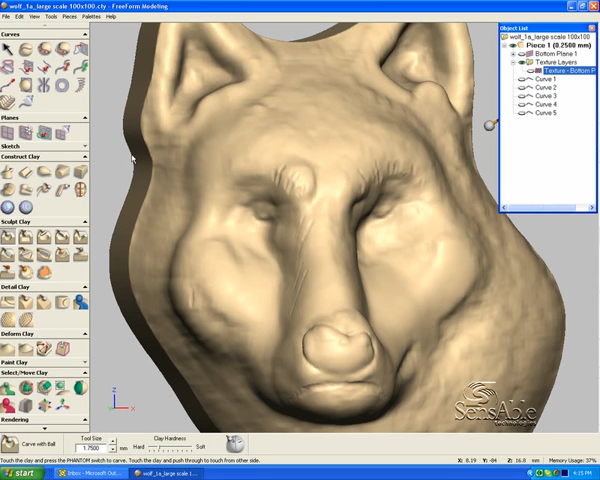 wolf_1a_large scale 100x100.cly - FreeForm Modeling
File Edit View Tools Pieces Palettes Help
Curves
Planes
Sketch
Construct Clay
Sculpt Clay
Detail Clay
Deform Clay
Paint Clay
Select/Move Clay
Rendering
Object List
wolf_1a_large scale 100x100
Piece 1 (0.2500 mm)
Bottom Plane 1
Texture Layers
Texture - Bottom P
Curve 1
Curve 2
Curve 3
Curve 4
Curve 5
Z
X
SensAble
technologies
Carve with Ball
Tool Size
1.7500
Clay Hardness
Hard
Soft
Touch the clay and press the PHANTOM switch to carve. Touch the clay and push through to touch from other side.
X: 8.19 Y: -84 Z: 16.8 mm Memory Usage: 37%
start
Inbox - Microsoft Out...
wolf_1a_large scale 1...
4:15 PM